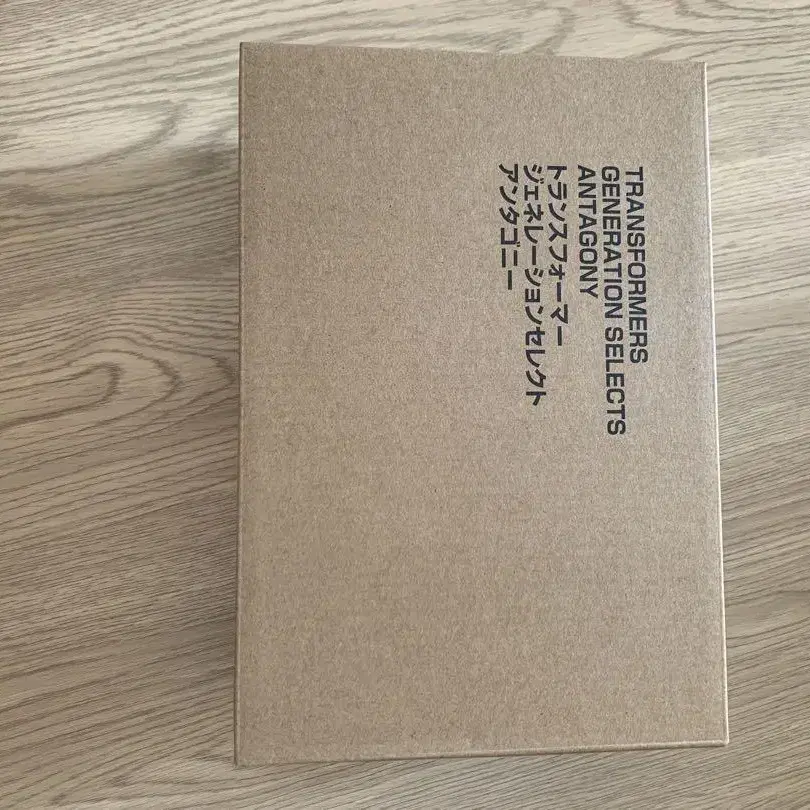 TRANSFORMERS
GENERATION SELECTS
ANTAGONY
トランスフォーマー
ジェネレーションセレクト
アンタゴニー